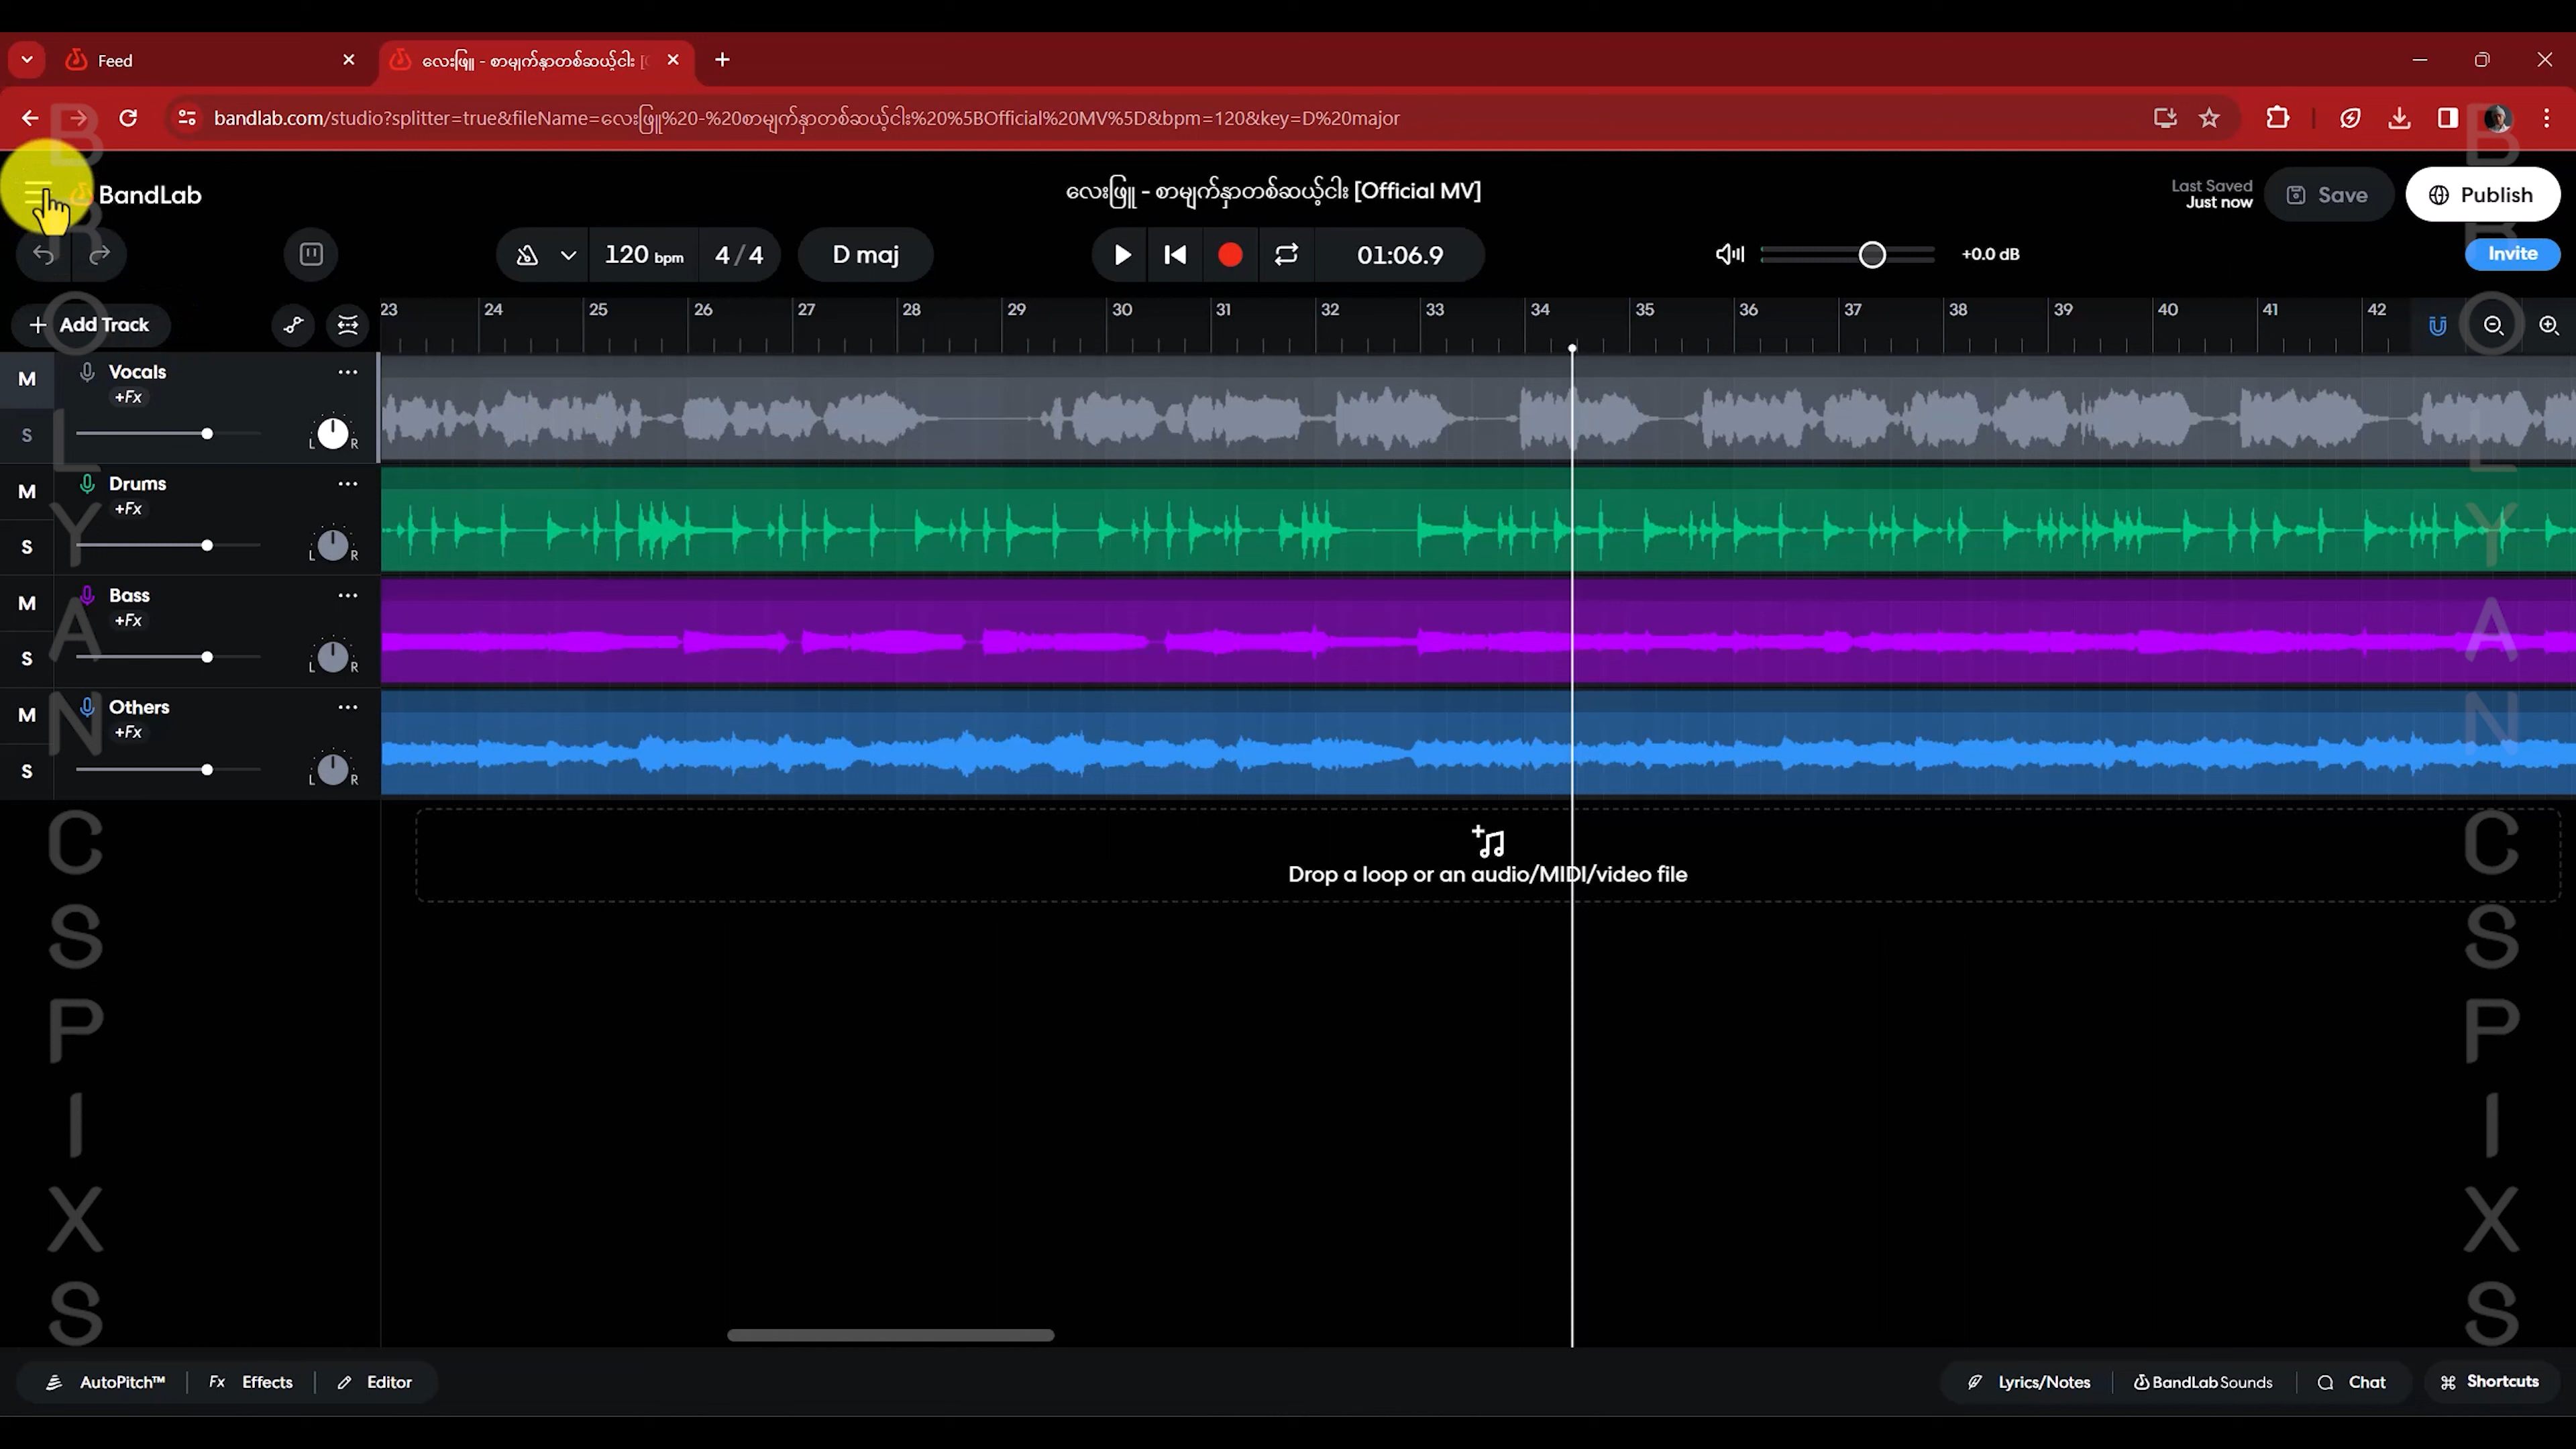 Feed
လေးဖြူ - စာမျက်နှာတစ်ဆယ့်ငါး [
bandlab.com/studio?splitter=true&fileName=လေးဖြူ%20-%20စာမျက်နှာတစ်ဆယ့်ငါး%20%5BOfficial%20MV%5D&bpm=120&key=D%20major
BandLab
လေးဖြူ - စာမျက်နှာတစ်ဆယ့်ငါး [Official MV]
Last Saved
Just now
Save
Publish
120 bpm
4 / 4
D maj
01:06.9
+0.0 dB
Invite
Add Track
23 24 25 26 27 28 29 30 31 32 33 34 35 36 37 38 39 40 41 42
M
Vocals
+Fx
S
L R
M
Drums
+Fx
S
L R
M
Bass
+Fx
S
L R
M
Others
+Fx
S
L R
Drop a loop or an audio/MIDI/video file
AutoPitch™
Fx Effects
Editor
Lyrics/Notes
BandLab Sounds
Chat
Shortcuts
BROLYAN CSPIXS
BROLYAN CSPIXS